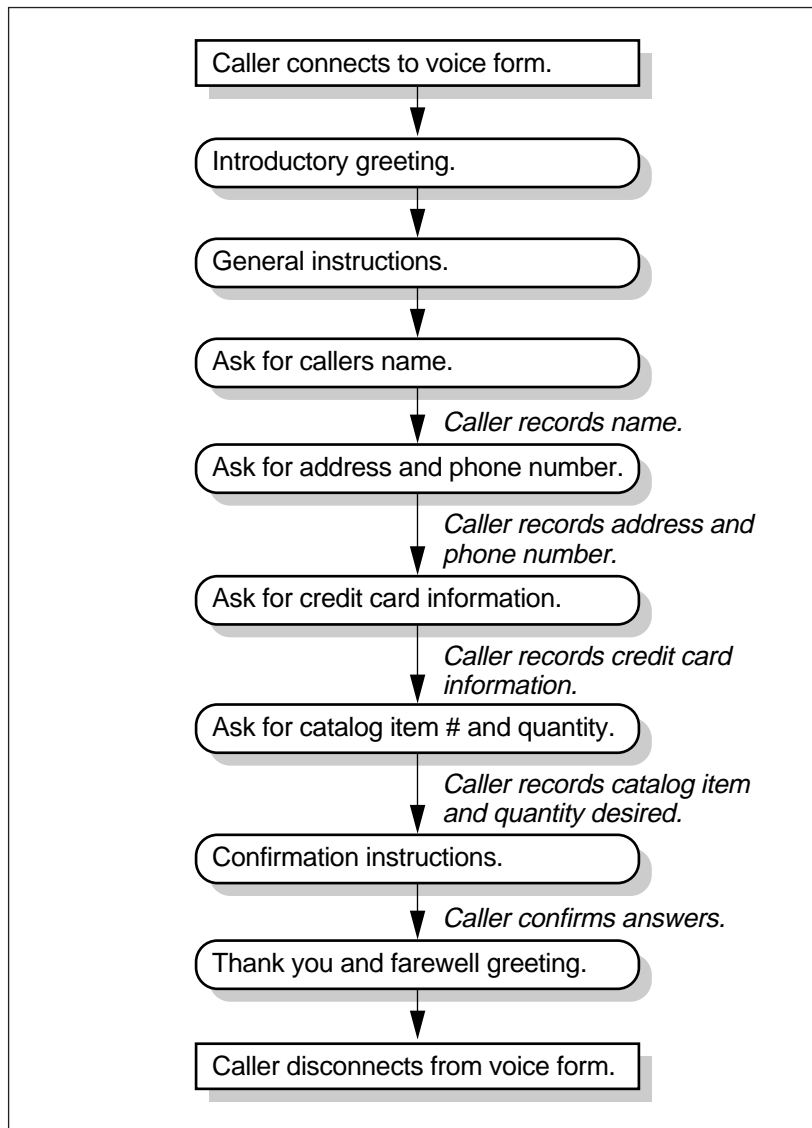 Caller connects to voice form.
Introductory greeting.
General instructions.
Ask for callers name.
Caller records name.
Ask for address and phone number.
Caller records address and
phone number.
Ask for credit card information.
Caller records credit card
information.
Ask for catalog item # and quantity.
Caller records catalog item
and quantity desired.
Confirmation instructions.
Caller confirms answers.
Thank you and farewell greeting.
Caller disconnects from voice form.